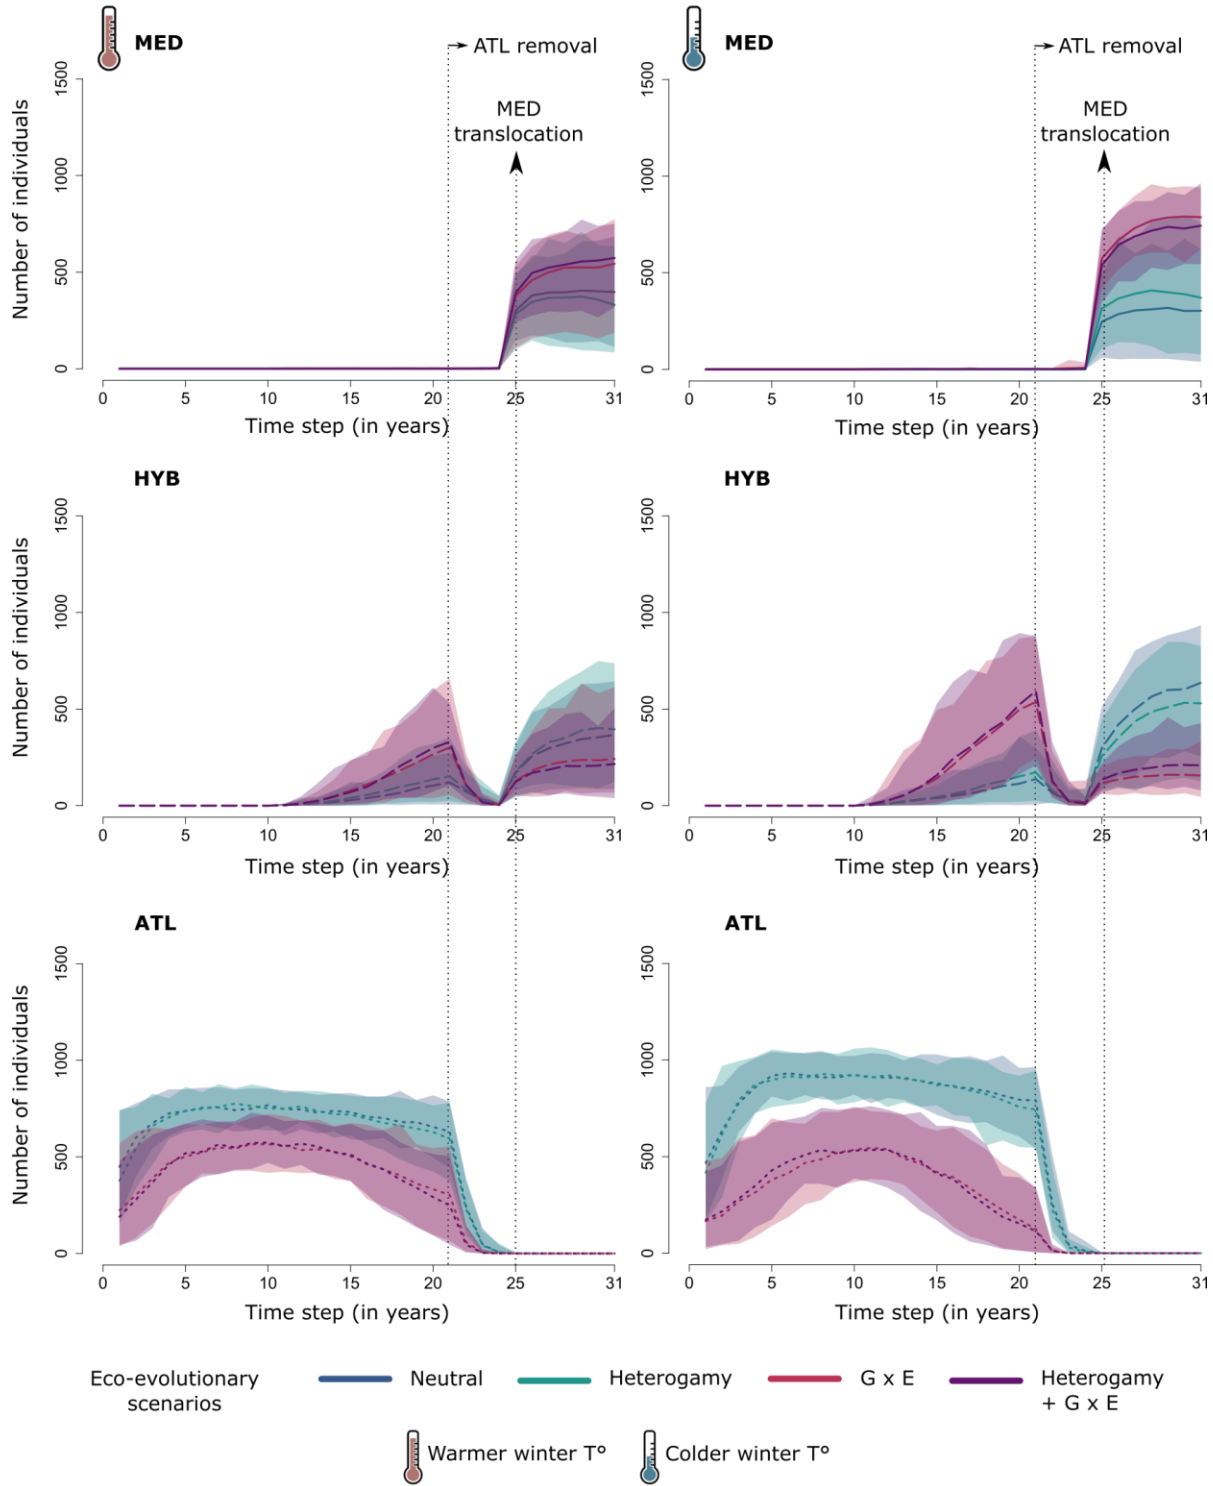 MED
ATL removal
MED
translocation
Number of individuals
1500
1000
500
0
0 5 10 15 20 25 31
Time step (in years)
MED
ATL removal
MED
translocation
1500
1000
500
0
0 5 10 15 20 25 31
Time step (in years)
HYB
Number of individuals
1500
1000
500
0
0 5 10 15 20 25 31
Time step (in years)
HYB
1500
1000
500
0
0 5 10 15 20 25 31
Time step (in years)
ATL
Number of individuals
1500
1000
500
0
0 5 10 15 20 25 31
Time step (in years)
ATL
1500
1000
500
0
0 5 10 15 20 25 31
Time step (in years)
Eco-evolutionary
scenarios
Neutral
Heterogamy
G x E
Heterogamy
+ G x E
Warmer winter T°
Colder winter T°